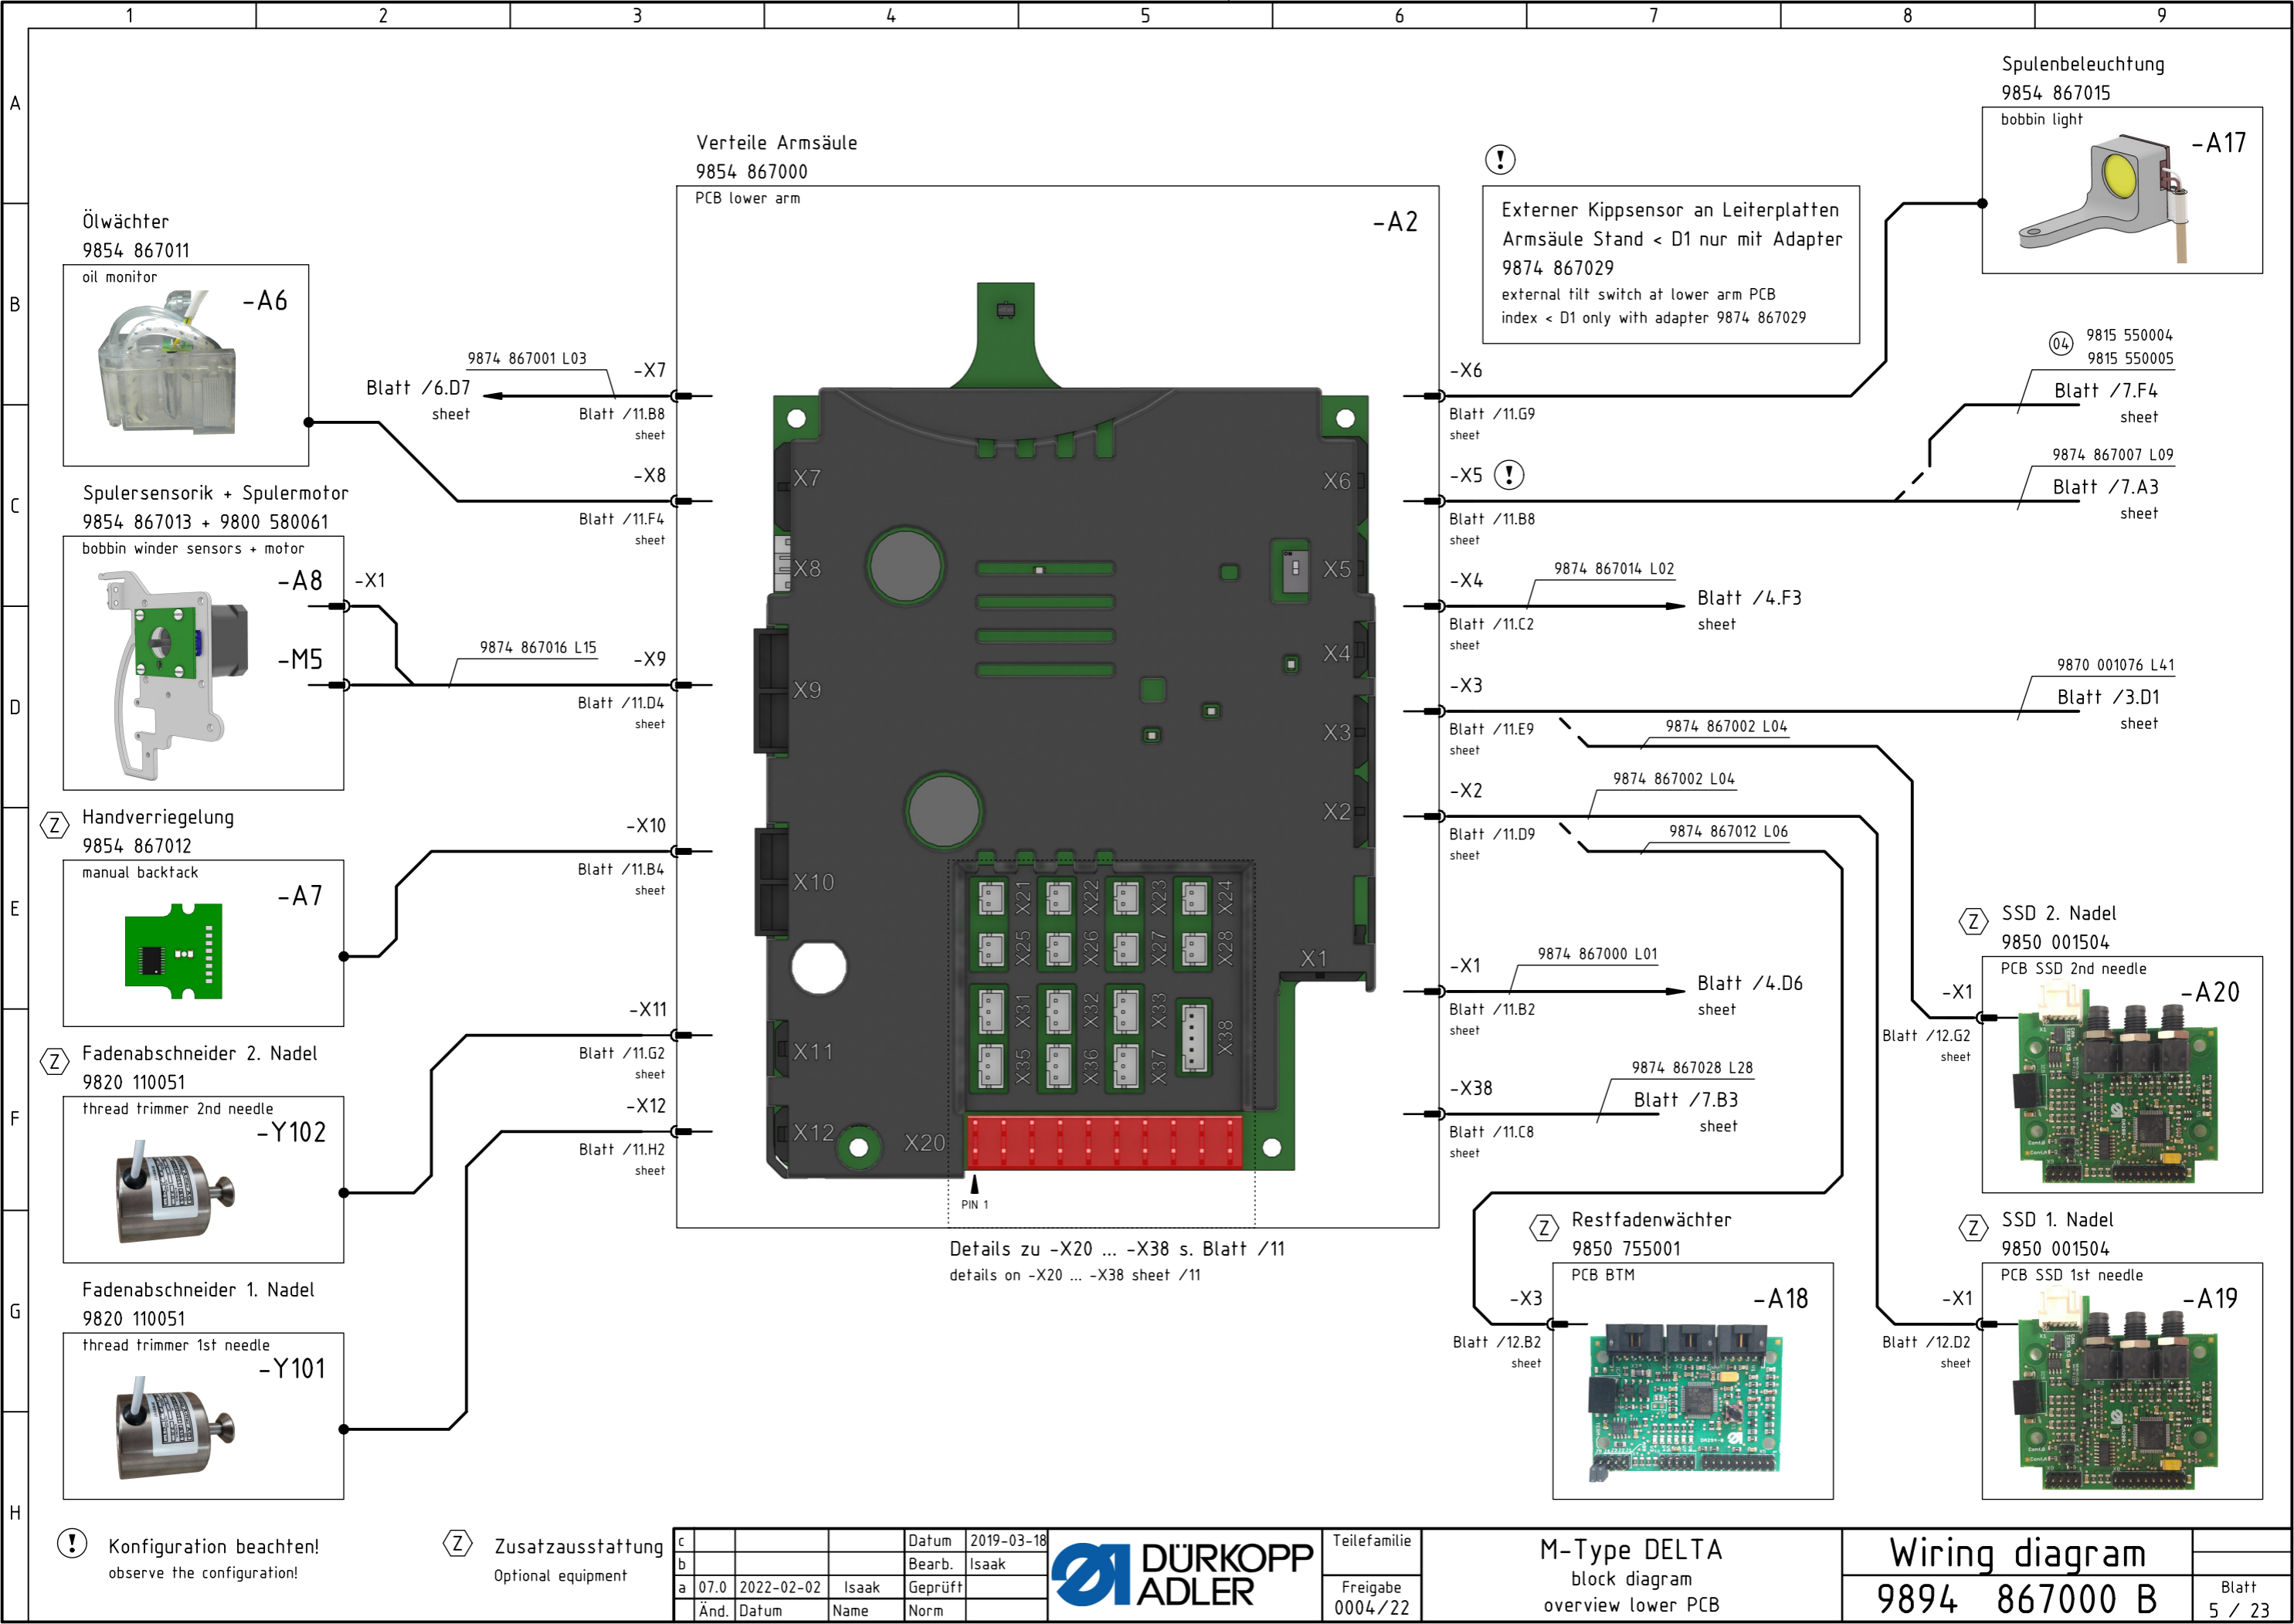 1 2 3 4 5 6 7 8 9
A
B
C
D
E
F
G
H
Ölwächter
9854 867011
oil monitor
-A6
Spulersensorik + Spulermotor
9854 867013 + 9800 580061
bobbin winder sensors + motor
-A8
-X1
-M5
9874 867016 L15
Z
Handverriegelung
9854 867012
manual backtack
-A7
Z
Fadenabschneider 2. Nadel
9820 110051
thread trimmer 2nd needle
-Y102
Fadenabschneider 1. Nadel
9820 110051
thread trimmer 1st needle
-Y101
Verteile Armsäule
9854 867000
PCB lower arm
-A2
9874 867001 L03
Blatt /6.D7
sheet
-X7
Blatt /11.B8
sheet
-X8
Blatt /11.F4
sheet
-X9
Blatt /11.D4
sheet
-X10
Blatt /11.B4
sheet
-X11
Blatt /11.G2
sheet
-X12
Blatt /11.H2
sheet
X7
X8
X9
X10
X11
X12
X20
X6
X5
X4
X3
X2
X1
X21 X22 X23 X24
X25 X26 X27 X28
X31 X32 X33
X35 X36 X37 X38
PIN 1
Details zu -X20 ... -X38 s. Blatt /11
details on -X20 ... -X38 sheet /11
!
Externer Kippsensor an Leiterplatten
Armsäule Stand < D1 nur mit Adapter
9874 867029
external tilt switch at lower arm PCB
index < D1 only with adapter 9874 867029
Spulenbeleuchtung
9854 867015
bobbin light
-A17
-X6
Blatt /11.G9
sheet
04
9815 550004
9815 550005
Blatt /7.F4
sheet
-X5
!
Blatt /11.B8
sheet
9874 867007 L09
Blatt /7.A3
sheet
-X4
Blatt /11.C2
sheet
9874 867014 L02
Blatt /4.F3
sheet
-X3
Blatt /11.E9
sheet
9870 001076 L41
Blatt /3.D1
sheet
9874 867002 L04
-X2
Blatt /11.D9
sheet
9874 867002 L04
9874 867012 L06
-X1
Blatt /11.B2
sheet
9874 867000 L01
Blatt /4.D6
sheet
-X38
Blatt /11.C8
sheet
9874 867028 L28
Blatt /7.B3
sheet
Z
SSD 2. Nadel
9850 001504
PCB SSD 2nd needle
-A20
-X1
Blatt /12.G2
sheet
Z
Restfadenwächter
9850 755001
PCB BTM
-A18
-X3
Blatt /12.B2
sheet
Z
SSD 1. Nadel
9850 001504
PCB SSD 1st needle
-A19
-X1
Blatt /12.D2
sheet
!
Konfiguration beachten!
observe the configuration!
Z
Zusatzausstattung
Optional equipment
c Datum 2019-03-18
b Bearb. Isaak
a 07.0 2022-02-02 Isaak Geprüft
Änd. Datum Name Norm
DÜRKOPP
ADLER
Teilefamilie
Freigabe
0004/22
M-Type DELTA
block diagram
overview lower PCB
Wiring diagram
9894 867000 B
Blatt
5 / 23